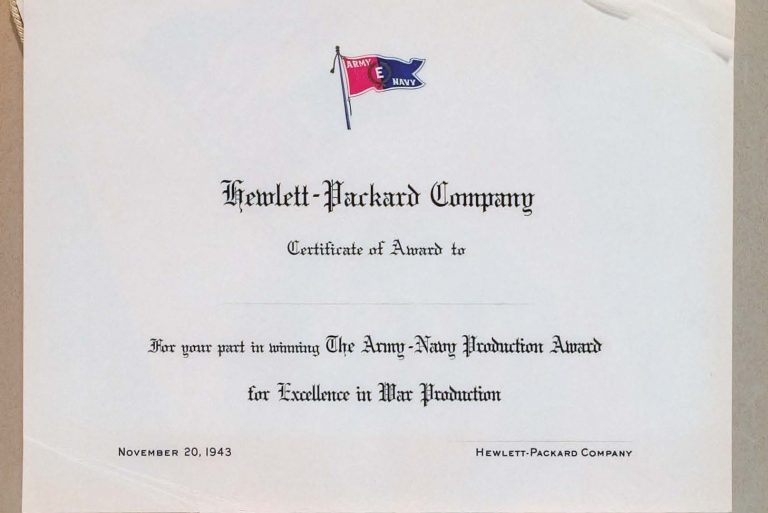 ARMY E NAVY
Hewlett-Packard Company
Certificate of Award to
For your part in winning The Army-Navy Production Award
for Excellence in War Production
November 20, 1943 Hewlett-Packard Company